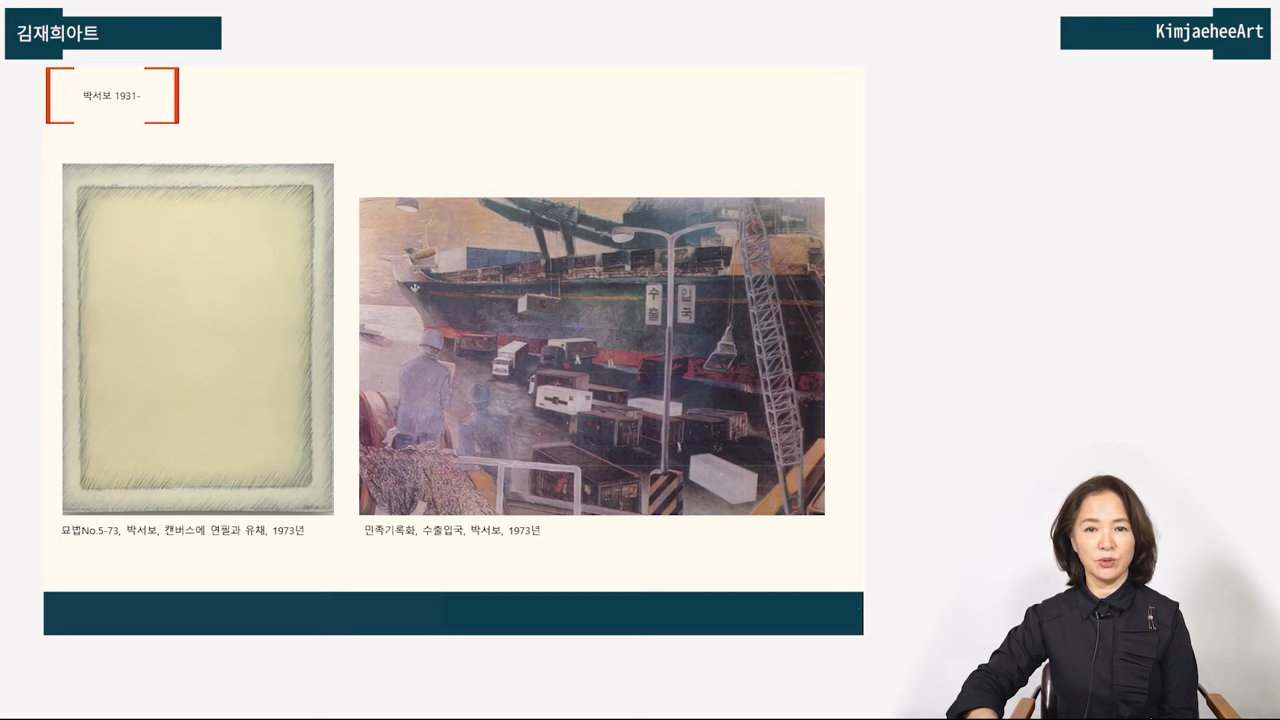 김재희아트
KimjaeheeArt
박서보 1931-
수출
입국
묘법No.5-73, 박서보, 캔버스에 연필과 유채, 1973년
민족기록화, 수출입국, 박서보, 1973년